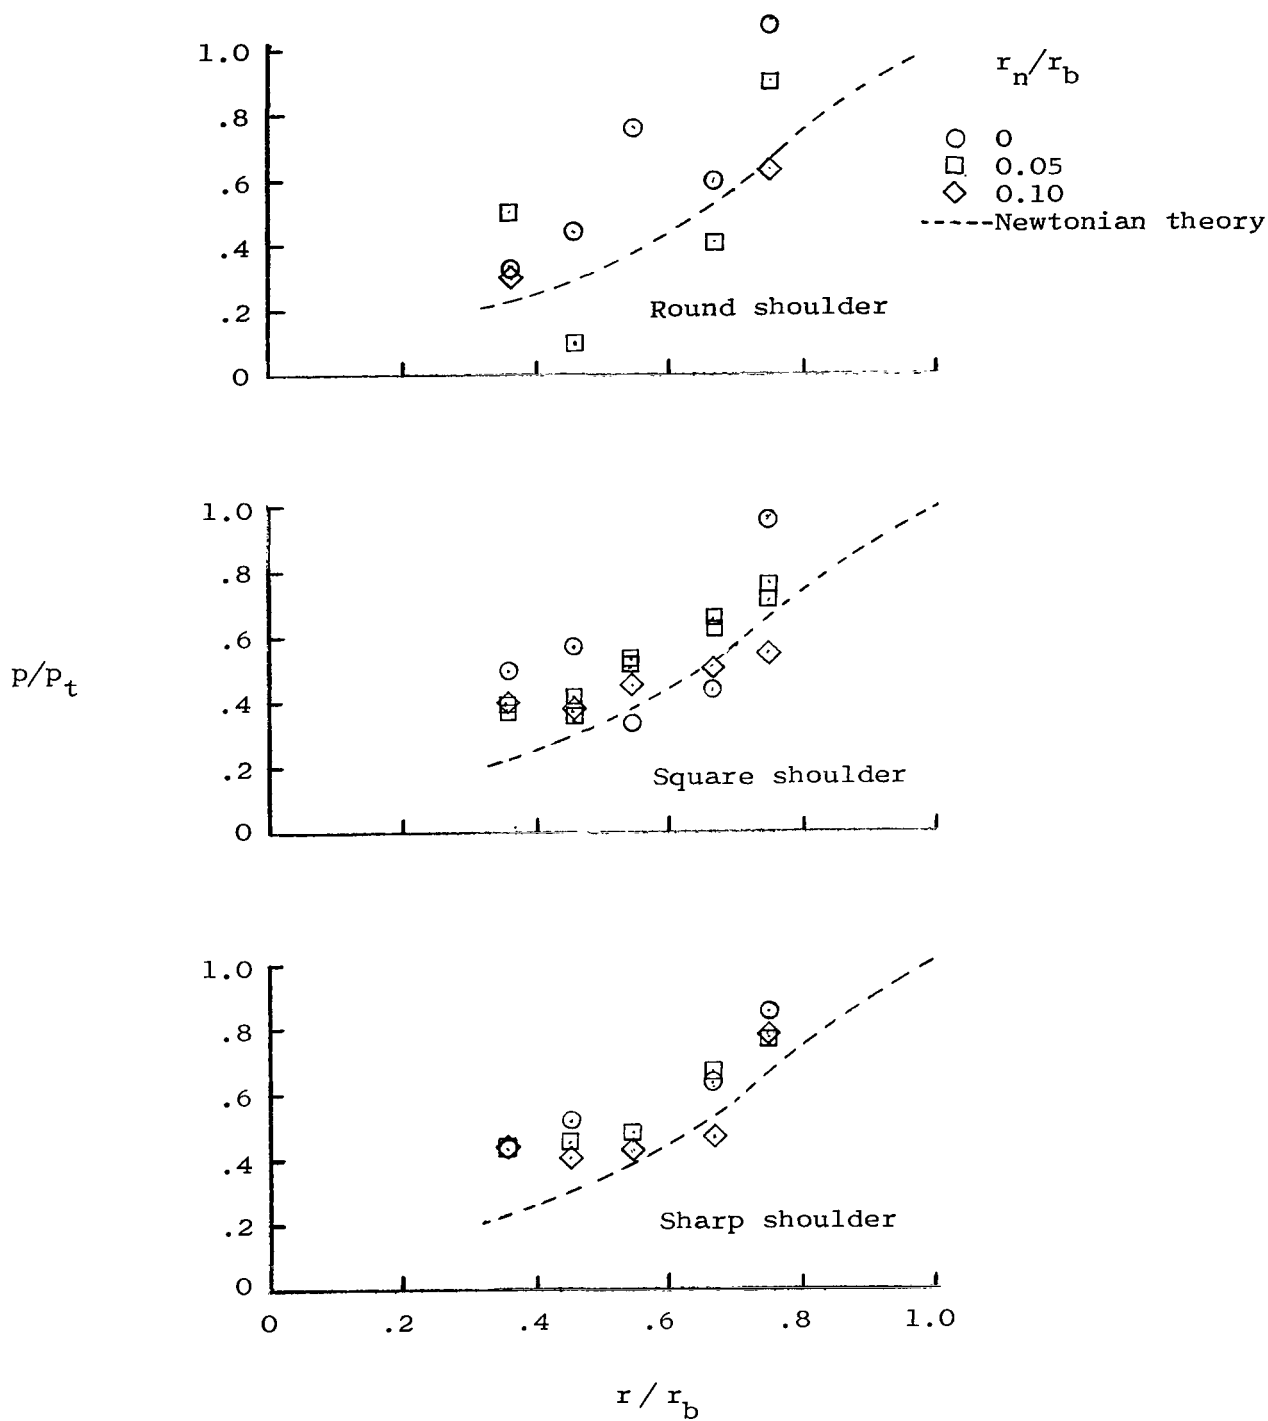 1.0
.8
.6
.4
.2
0
r_n/r_b
0
0.05
0.10
Newtonian theory
Round shoulder
p/p_t
1.0
.8
.6
.4
.2
0
Square shoulder
1.0
.8
.6
.4
.2
0
Sharp shoulder
0 .2 .4 .6 .8 1.0
r/r_b